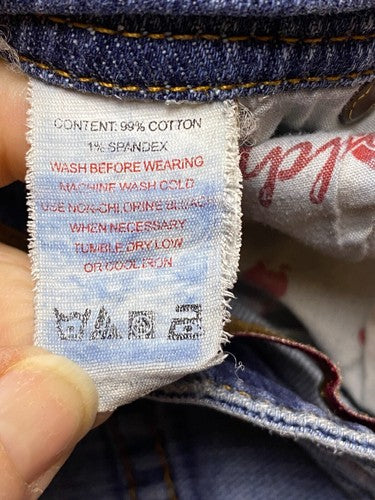 CONTENT: 99% COTTON
1% SPANDEX
WASH BEFORE WEARING
MACHINE WASH COLD
USE NON-CHLORINE BLEACH
WHEN NECESSARY
TUMBLE DRY LOW
OR COOL IRON